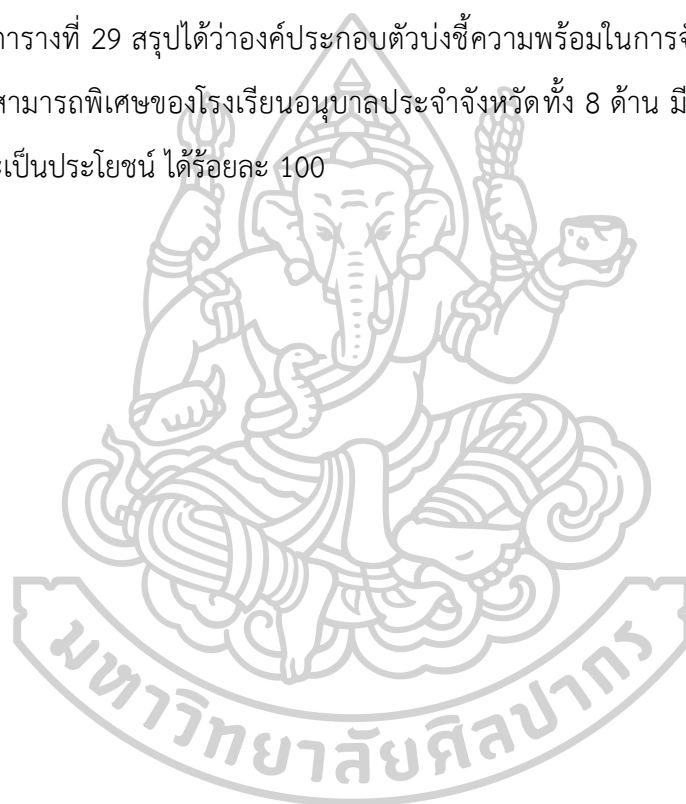 ตารางที่ 29 สรุปได้ว่าองค์ประกอบตัวบ่งชี้ความพร้อมในการ
สามารถพิเศษของโรงเรียนอนุบาลประจำจังหวัดทั้ง 8 ด้าน มี
เป็นประโยชน์ ได้ร้อยละ 100
มหาวิทยาลัยศิลปากร